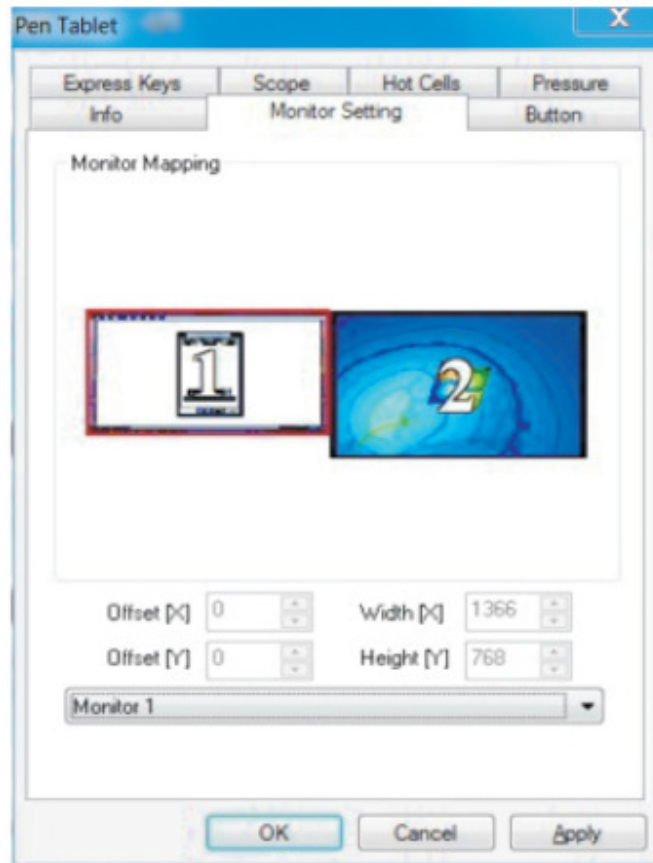 Pen Tablet X
Express Keys Scope Hot Cells Pressure
Info Monitor Setting Button
Monitor Mapping
1 2
Offset [X] 0 Width [X] 1366
Offset [Y] 0 Height [Y] 768
Monitor 1
OK Cancel Apply